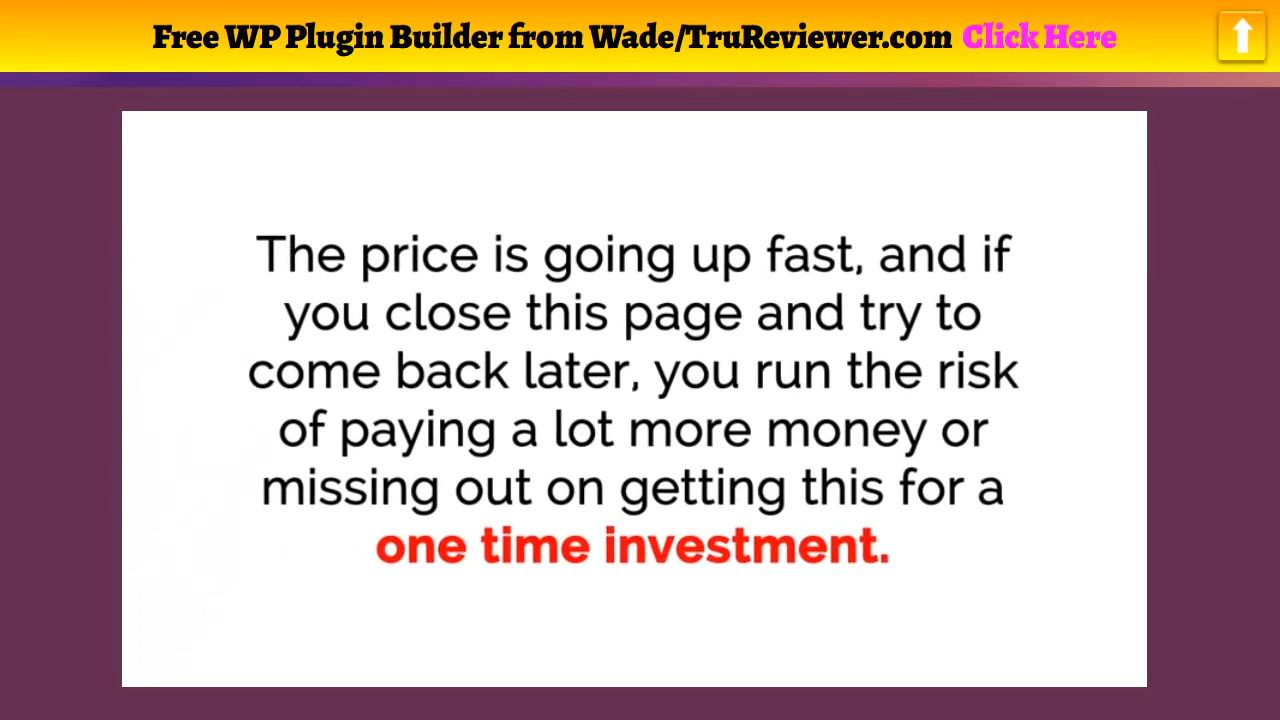 Free WP Plugin Builder from Wade/TruReviewer.com Click Here
The price is going up fast, and if
you close this page and try to
come back later, you run the risk
of paying a lot more money or
missing out on getting this for a
one time investment.